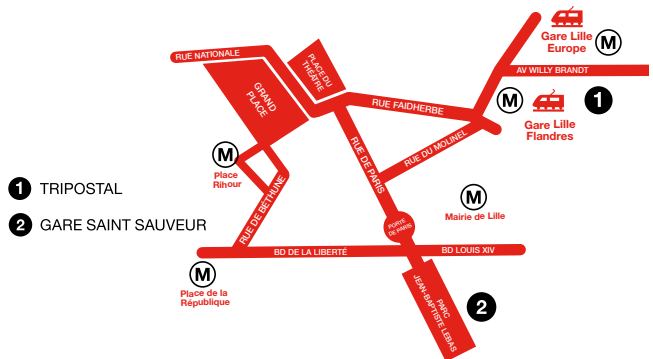 Gare Lille
Europe
M
RUE NATIONALE
PLACE DU
THÉÂTRE
AV WILLY BRANDT
GRAND
PLACE
RUE FAIDHERBE
M
1
Gare Lille
Flandres
M
Place
Rihour
RUE DE PARIS
RUE DU MOLINEL
1 TRIPOSTAL
RUE DE BÉTHUNE
M
Mairie de Lille
2 GARE SAINT SAUVEUR
PORTE
DE PARIS
BD DE LA LIBERTÉ
BD LOUIS XIV
M
Place de la
République
PARC
JEAN-BAPTISTE LEBAS
2